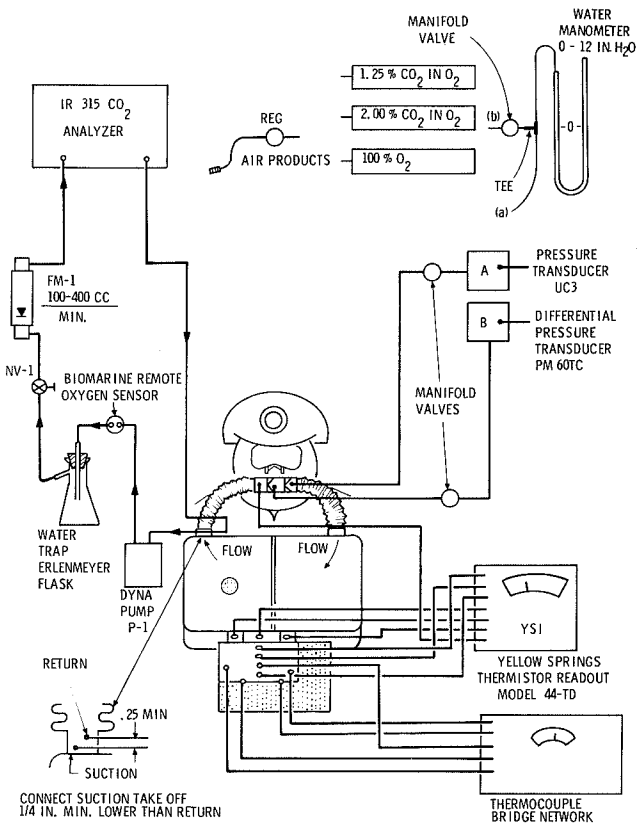 WATER
MANOMETER
0 - 12 IN. H2O
MANIFOLD
VALVE
1.25 % CO2 IN O2
2.00 % CO2 IN O2
100 % O2
(b)
-0-
TEE
(a)
REG
AIR PRODUCTS
IR 315 CO2
ANALYZER
FM-1
100-400 CC
MIN.
NV-1
BIOMARINE REMOTE
OXYGEN SENSOR
A
PRESSURE
TRANSDUCER
UC3
B
DIFFERENTIAL
PRESSURE
TRANSDUCER
PM 60TC
MANIFOLD
VALVES
WATER
TRAP
ERLENMEYER
FLASK
DYNA
PUMP
P-1
FLOW
FLOW
YSI
YELLOW SPRINGS
THERMISTOR READOUT
MODEL 44-TD
RETURN
.25 MIN
SUCTION
CONNECT SUCTION TAKE OFF
1/4 IN. MIN. LOWER THAN RETURN
THERMOCOUPLE
BRIDGE NETWORK